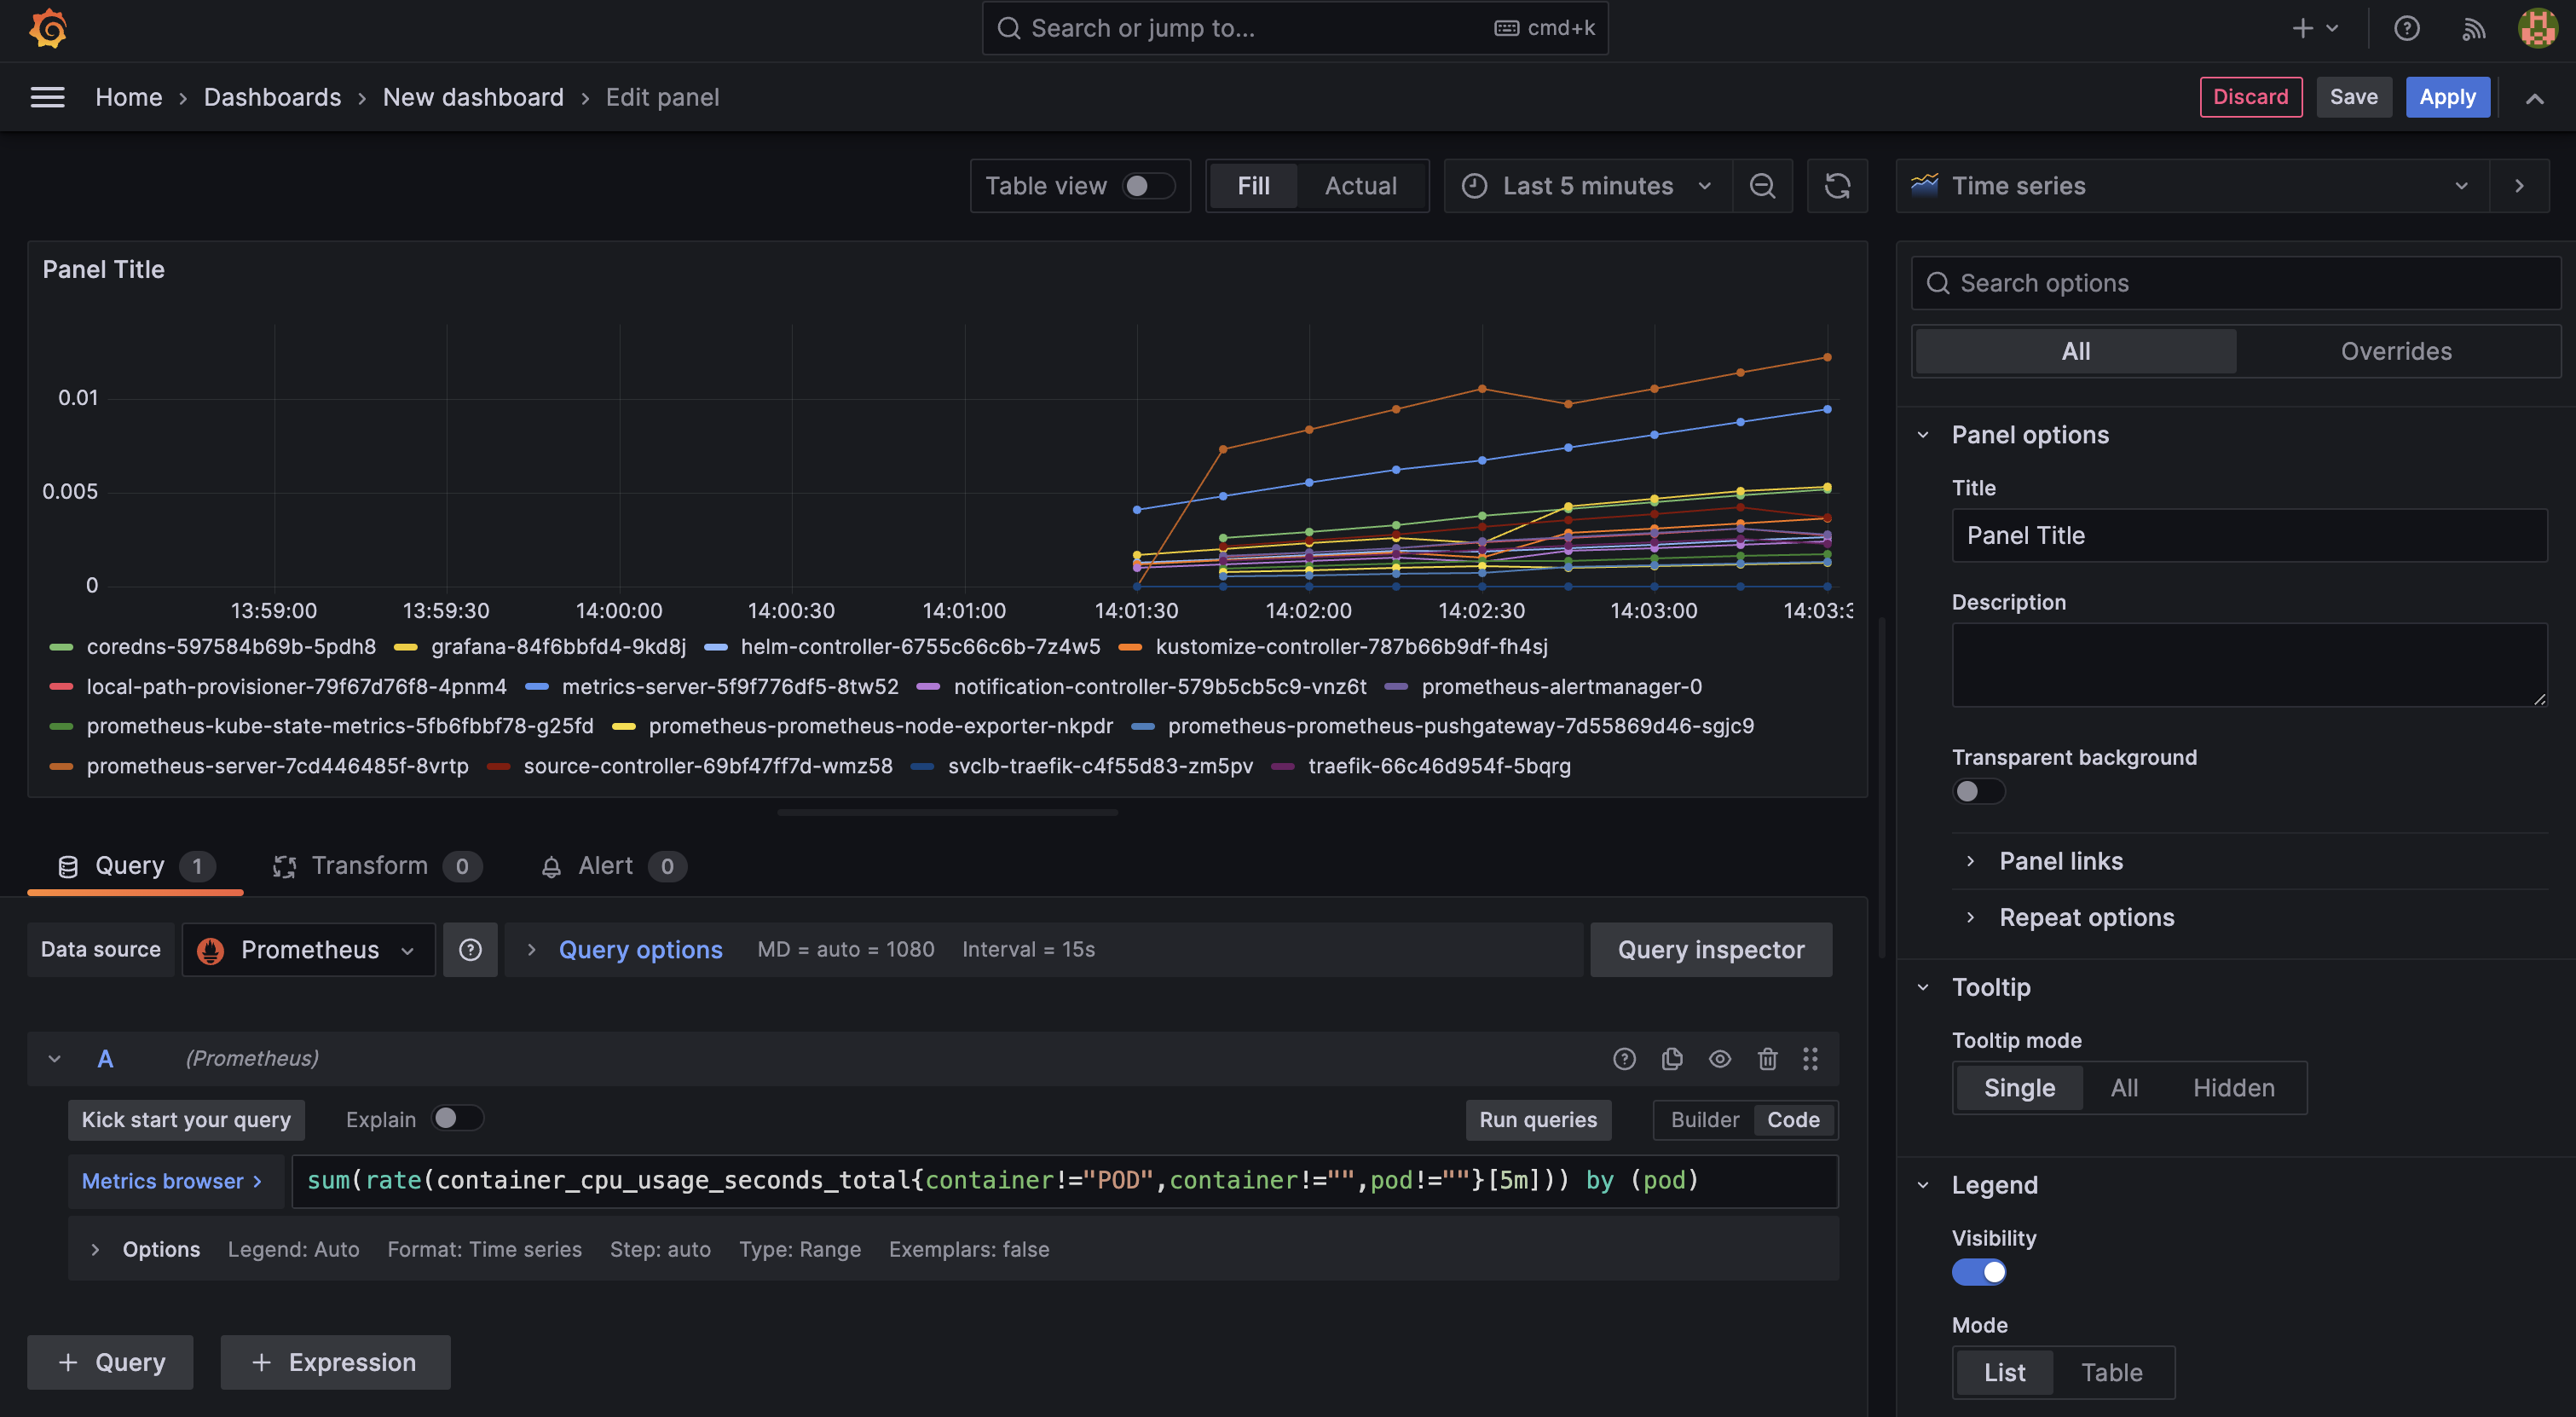 Search or jump to... cmd+k
Home › Dashboards › New dashboard › Edit panel
Discard Save Apply
Table view Fill Actual Last 5 minutes
Time series
Panel Title
0.01
0.005
0
13:59:00 13:59:30 14:00:00 14:00:30 14:01:00 14:01:30 14:02:00 14:02:30 14:03:00 14:03:3
coredns-597584b69b-5pdh8 grafana-84f6bbfd4-9kd8j helm-controller-6755c66c6b-7z4w5 kustomize-controller-787b66b9df-fh4sj
local-path-provisioner-79f67d76f8-4pnm4 metrics-server-5f9f776df5-8tw52 notification-controller-579b5cb5c9-vnz6t prometheus-alertmanager-0
prometheus-kube-state-metrics-5fb6fbbf78-g25fd prometheus-prometheus-node-exporter-nkpdr prometheus-prometheus-pushgateway-7d55869d46-sgjc9
prometheus-server-7cd446485f-8vrtp source-controller-69bf47ff7d-wmz58 svclb-traefik-c4f55d83-zm5pv traefik-66c46d954f-5bqrg
Query 1 Transform 0 Alert 0
Data source Prometheus Query options MD = auto = 1080 Interval = 15s Query inspector
A (Prometheus)
Kick start your query Explain Run queries Builder Code
Metrics browser > sum(rate(container_cpu_usage_seconds_total{container!="POD",container!="",pod!=""}[5m])) by (pod)
Options Legend: Auto Format: Time series Step: auto Type: Range Exemplars: false
+ Query + Expression
Search options
All Overrides
Panel options
Title
Panel Title
Description
Transparent background
Panel links
Repeat options
Tooltip
Tooltip mode
Single All Hidden
Legend
Visibility
Mode
List Table